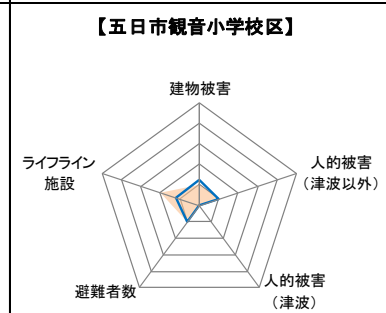 【五日市観音小学校区】
建物被害
ライフライン
施設
人的被害
（津波以外）
避難者数
人的被害
（津波）